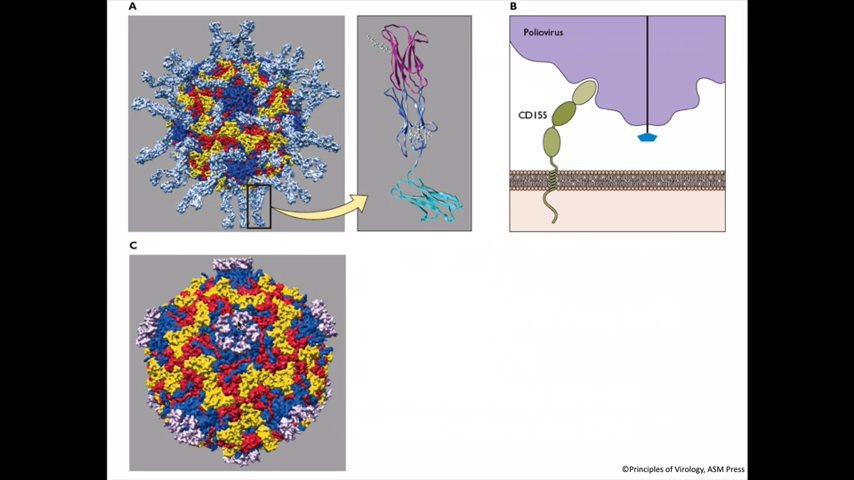 A
B
Poliovirus
CD155
C
©Principles of Virology, ASM Press